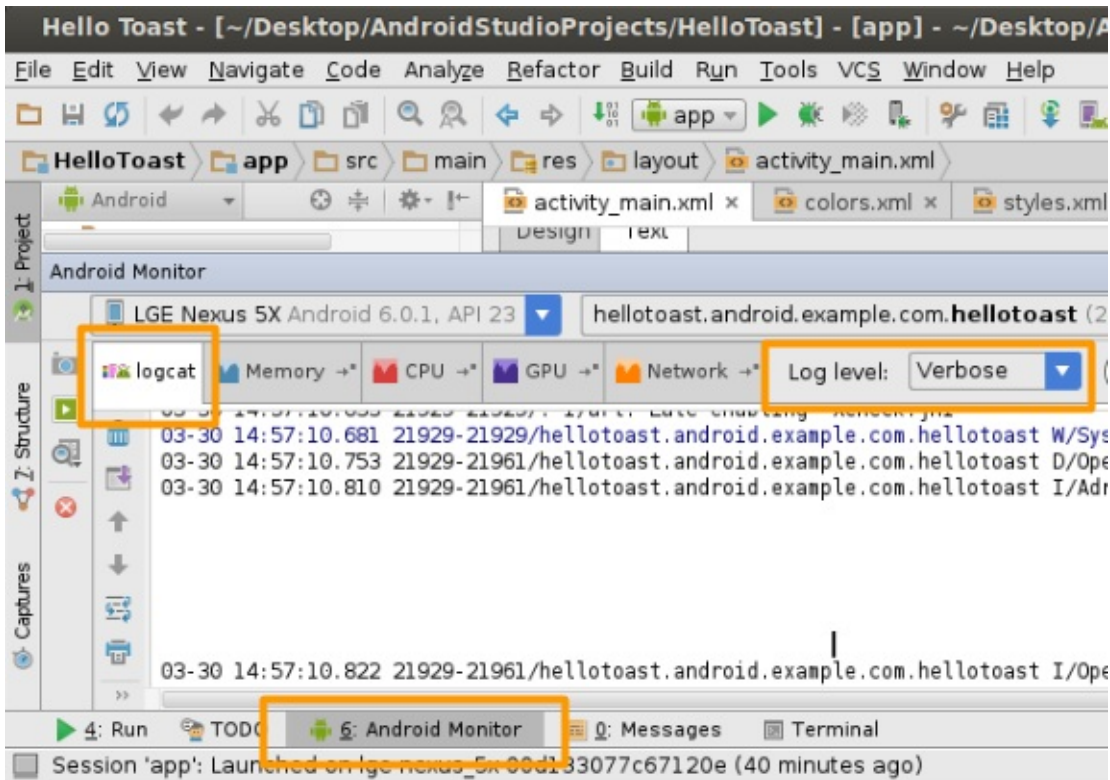 Hello Toast - [~/Desktop/AndroidStudioProjects/HelloToast] - [app] - ~/Desktop/A
File Edit View Navigate Code Analyze Refactor Build Run Tools VCS Window Help
app
HelloToast app src main res layout activity_main.xml
1: Project
Android activity_main.xml colors.xml styles.xml
Design Text
Android Monitor
LGE Nexus 5X Android 6.0.1, API 23 hellotoast.android.example.com.hellotoast (2
logcat Memory CPU GPU Network Log level: Verbose
03-30 14:57:10.681 21929-21929/hellotoast.android.example.com.hellotoast W/Sys
03-30 14:57:10.753 21929-21961/hellotoast.android.example.com.hellotoast D/Ope
03-30 14:57:10.810 21929-21961/hellotoast.android.example.com.hellotoast I/Adr
7: Structure
Captures
03-30 14:57:10.822 21929-21961/hellotoast.android.example.com.hellotoast I/Ope
4: Run TODO 6: Android Monitor 0: Messages Terminal
Session 'app': Launched on lge-nexus_5x-00d1 33077c67120e (40 minutes ago)